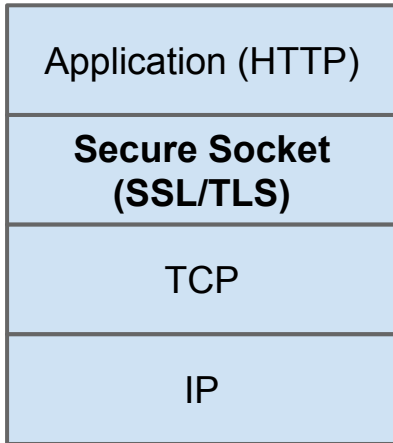 Application (HTTP)
Secure Socket
(SSL/TLS)
TCP
IP